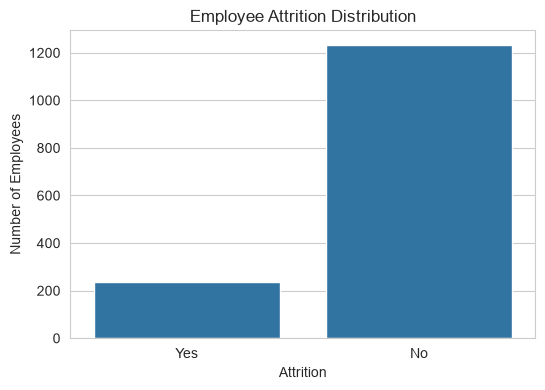 Employee Attrition Distribution
Number of Employees
1200
1000
800
600
400
200
0
Yes No
Attrition